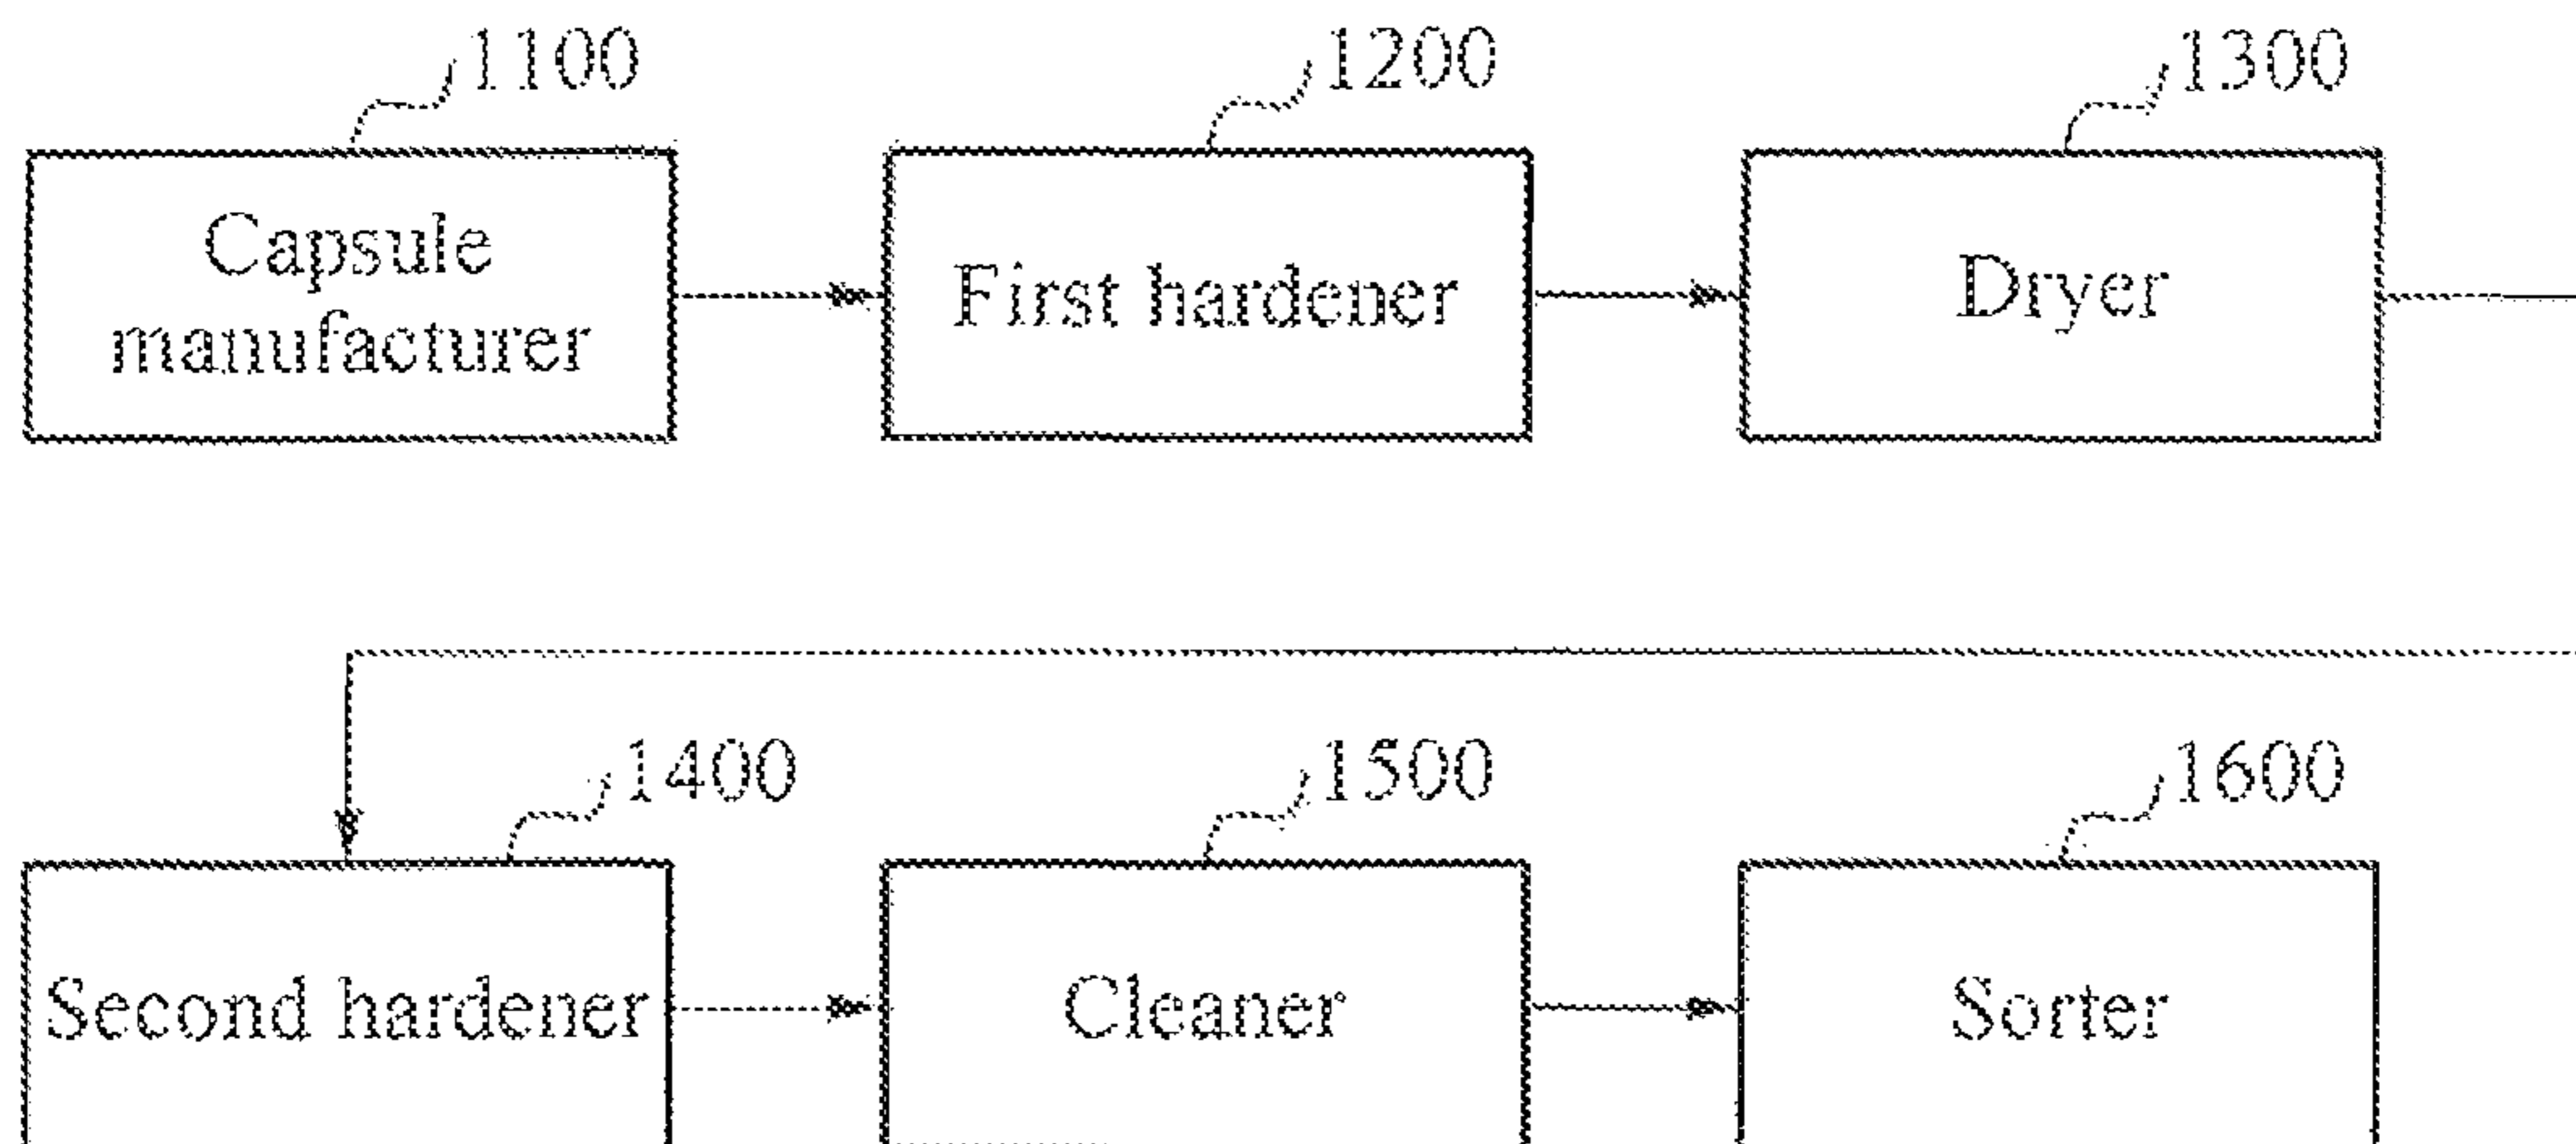 1100
1200
1300
Capsule
manufacturer
First hardener
Dryer
1400
1500
1600
Second hardener
Cleaner
Sorter